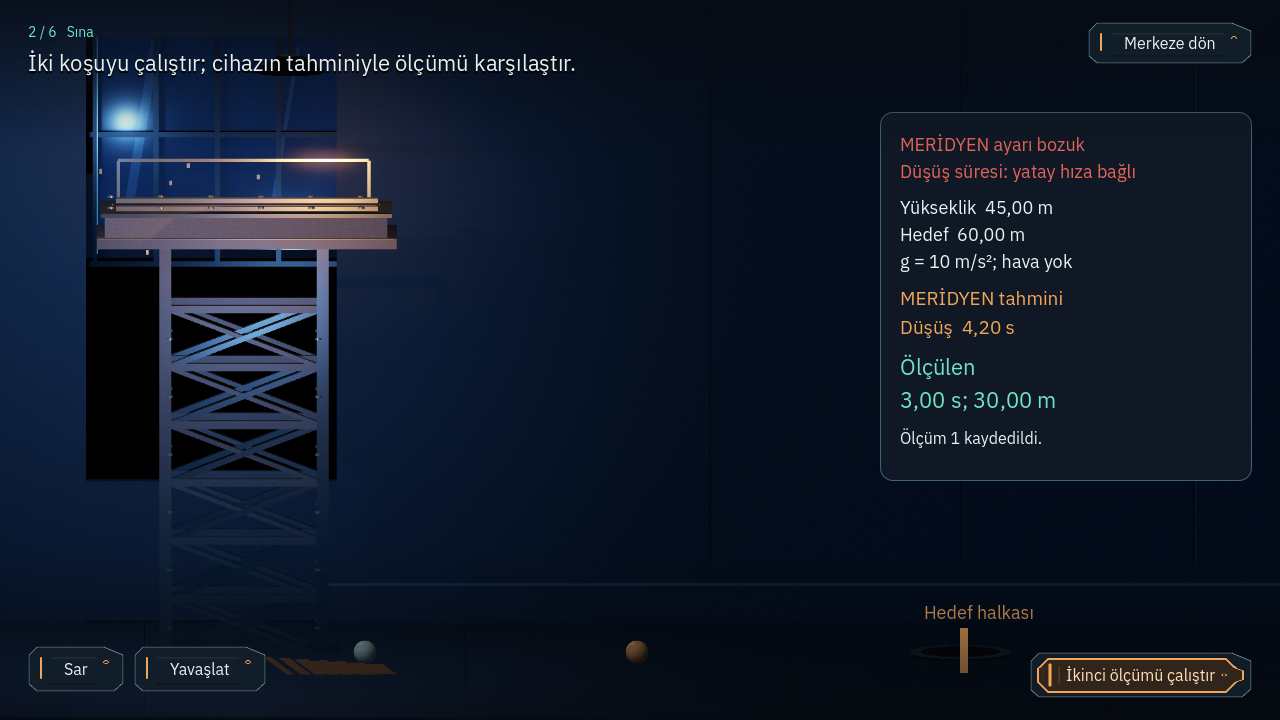 2 / 6 Sına
İki koşuyu çalıştır; cihazın tahminiyle ölçümü karşılaştır.
Merkeze dön
MERİDYEN ayarı bozuk
Düşüş süresi: yatay hıza bağlı
Yükseklik 45,00 m
Hedef 60,00 m
g = 10 m/s²; hava yok
MERİDYEN tahmini
Düşüş 4,20 s
Ölçülen
3,00 s; 30,00 m
Ölçüm 1 kaydedildi.
Hedef halkası
Sar
Yavaşlat
İkinci ölçümü çalıştır